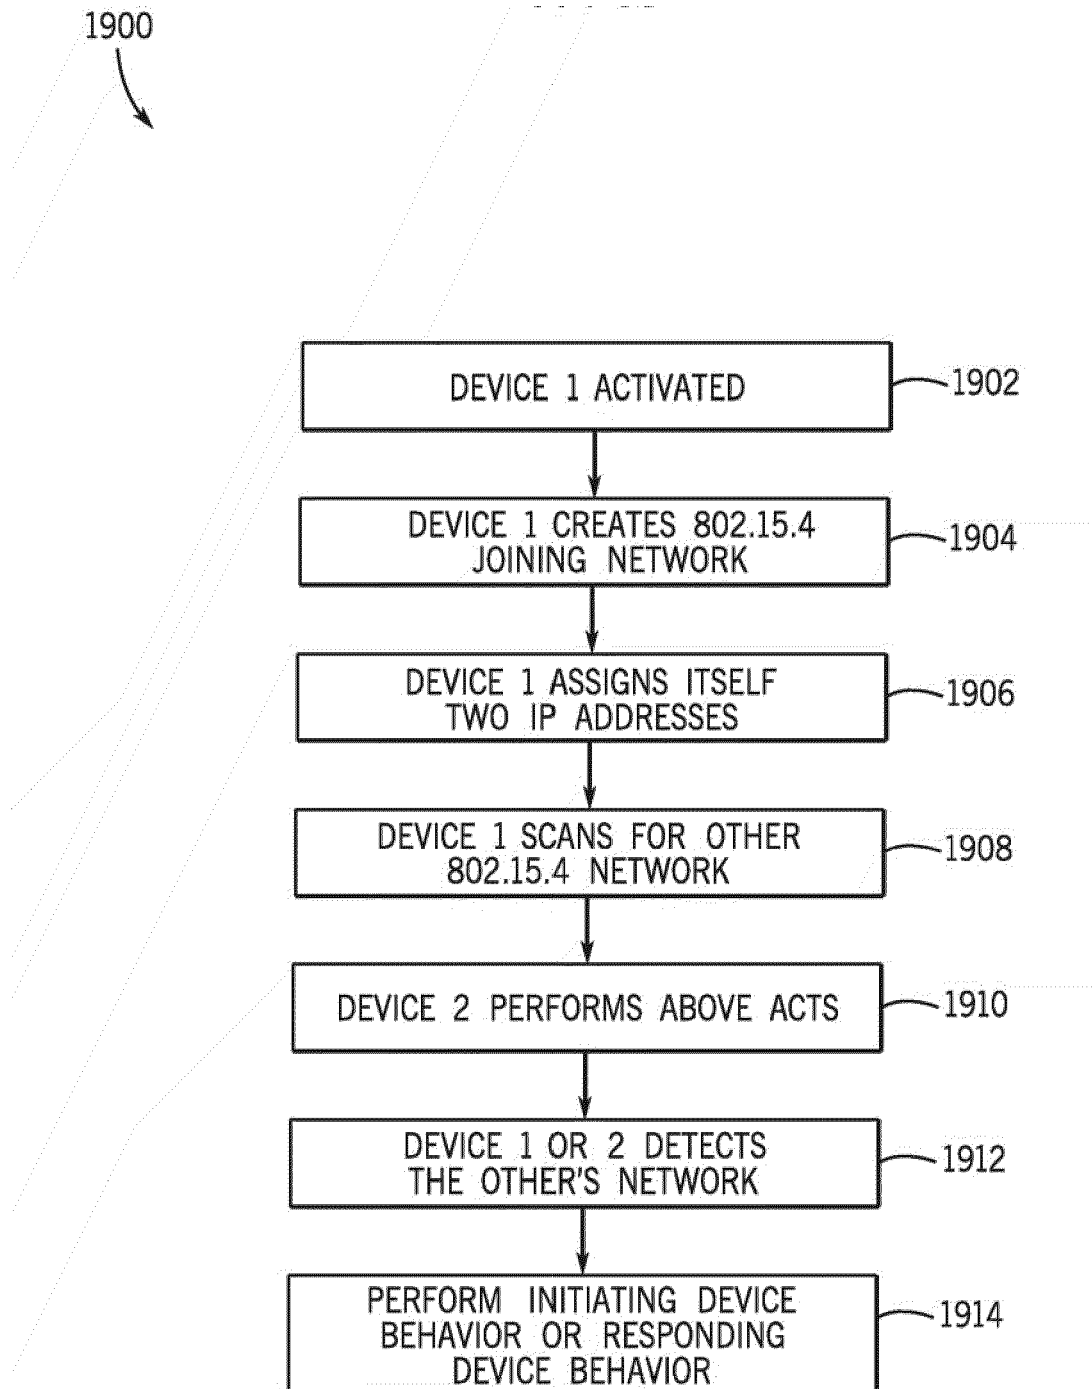 1900
DEVICE 1 ACTIVATED
1902
DEVICE 1 CREATES 802.15.4
JOINING NETWORK
1904
DEVICE 1 ASSIGNS ITSELF
TWO IP ADDRESSES
1906
DEVICE 1 SCANS FOR OTHER
802.15.4 NETWORK
1908
DEVICE 2 PERFORMS ABOVE ACTS
1910
DEVICE 1 OR 2 DETECTS
THE OTHER'S NETWORK
1912
PERFORM INITIATING DEVICE
BEHAVIOR OR RESPONDING
DEVICE BEHAVIOR
1914